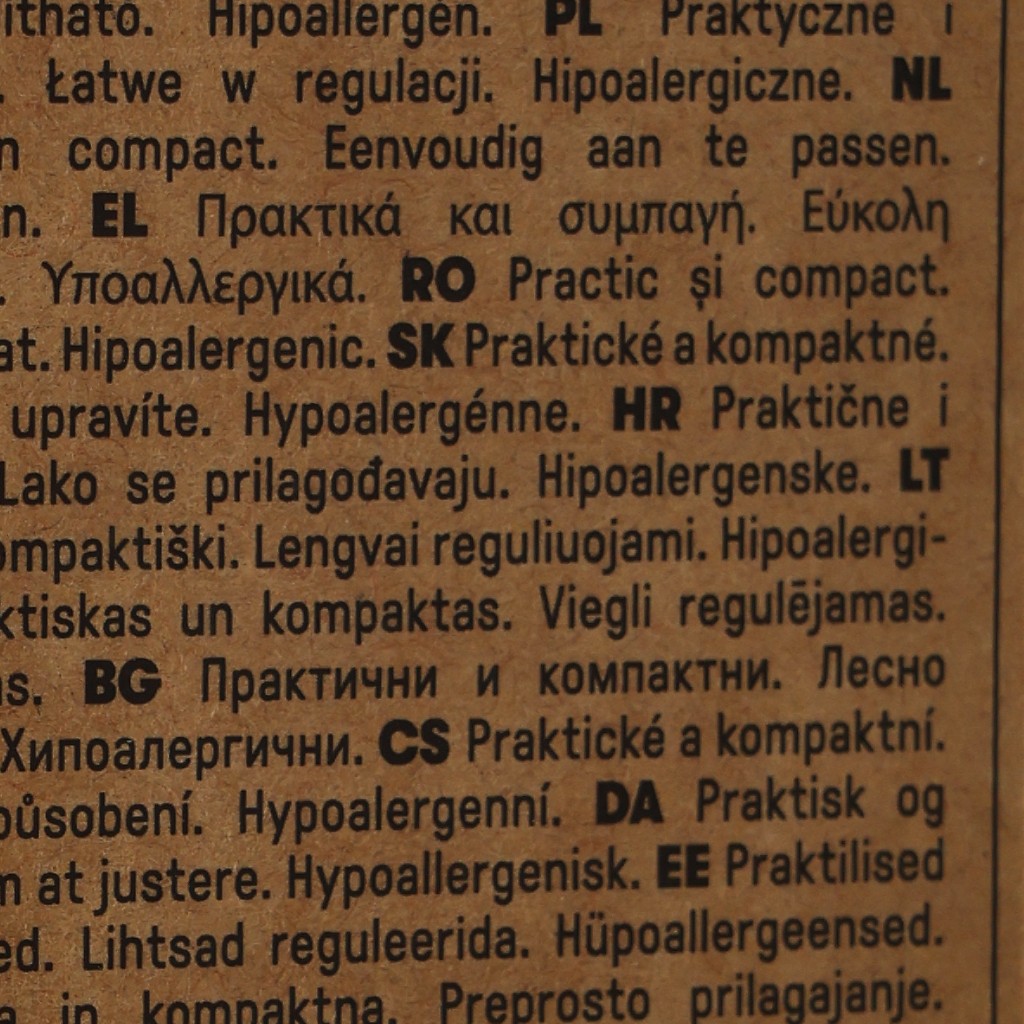 ítható. Hipoallergén. PL Praktyczne i
. Łatwe w regulacji. Hipoalergiczne. NL
n compact. Eenvoudig aan te passen.
n. EL Πρακτικά και συμπαγή. Εύκολη
. Υποαλλεργικά. RO Practic și compact.
at. Hipoalergenic. SK Praktické a kompaktné.
upravíte. Hypoalergénne. HR Praktične i
Lako se prilagođavaju. Hipoalergenske. LT
ompaktiški. Lengvai reguliuojami. Hipoalergi-
ktiskas un kompaktas. Viegli regulējamas.
as. BG Практични и компактни. Лесно
Хипоалергични. CS Praktické a kompaktní.
působení. Hypoalergenní. DA Praktisk og
m at justere. Hypoallergenisk. EE Praktilised
ed. Lihtsad reguleerida. Hüpoallergeensed.
a in kompaktna. Preprosto prilagajanje.